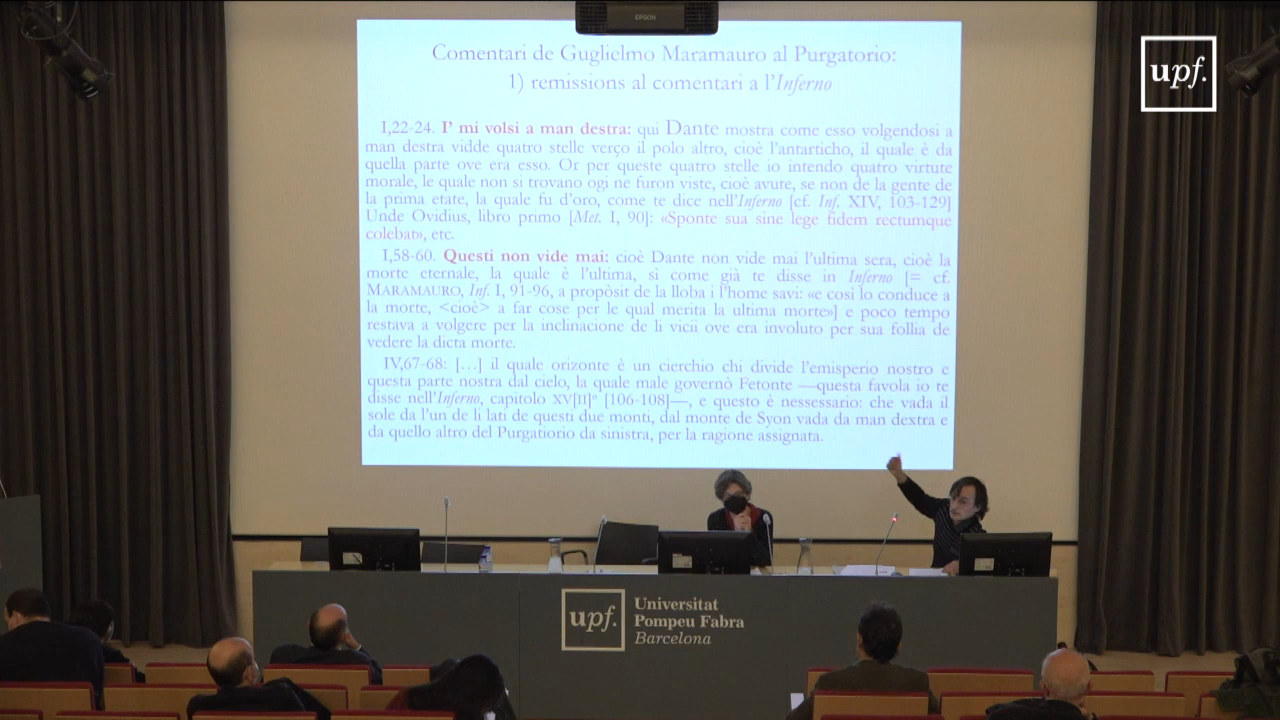 EPSON
upf.
Comentari de Guglielmo Maramauro al Purgatorio:
1) remissions al comentari a l'Inferno
I,22-24. I' mi volsi a man destra: qui Dante mostra come esso volgendosi a
man destra vidde quatro stelle verço il polo altro, cioè l'antarticho, il quale è da
quella parte ove era esso. Or per queste quatro stelle io intendo quatro virtute
morale, le quale non si trovano ogi ne furon viste, cioè avute, se non de la gente de
la prima etate, la quale fu d'oro, come te dice nell'Inferno [cf. Inf. XIV, 103-129]
Unde Ovidius, libro primo [Met. I, 90]: «Sponte sua sine lege fidem rectumque
colebat», etc.
I,58-60. Questi non vide mai: cioè Dante non vide mai l'ultima sera, cioè la
morte eternale, la quale è l'ultima, si come già te disse in Inferno [= cf.
MARAMAURO, Inf. I, 91-96, a propòsit de la lloba i l'home savi: «e così lo conduce a
la morte, <cioè> a far cose per le qual merita la ultima morte»] e poco tempo
restava a volgere per la inclinacione de li vicii ove era involuto per sua follia de
vedere la dicta morte.
IV,67-68: [...] il quale orizonte è un cierchio chi divide l'emisperio nostro e
questa parte nostra dal cielo, la quale male governò Fetonte —questa favola io te
disse nell'Inferno, capitolo XV[II]º [106-108]—, e questo è nessessario: che vada il
sole da l'un de li lati de questi due monti, dal monte de Syon vada da man dextra e
da quello altro del Purgatiorio da sinistra, per la ragione assignata.
upf.
Universitat
Pompeu Fabra
Barcelona